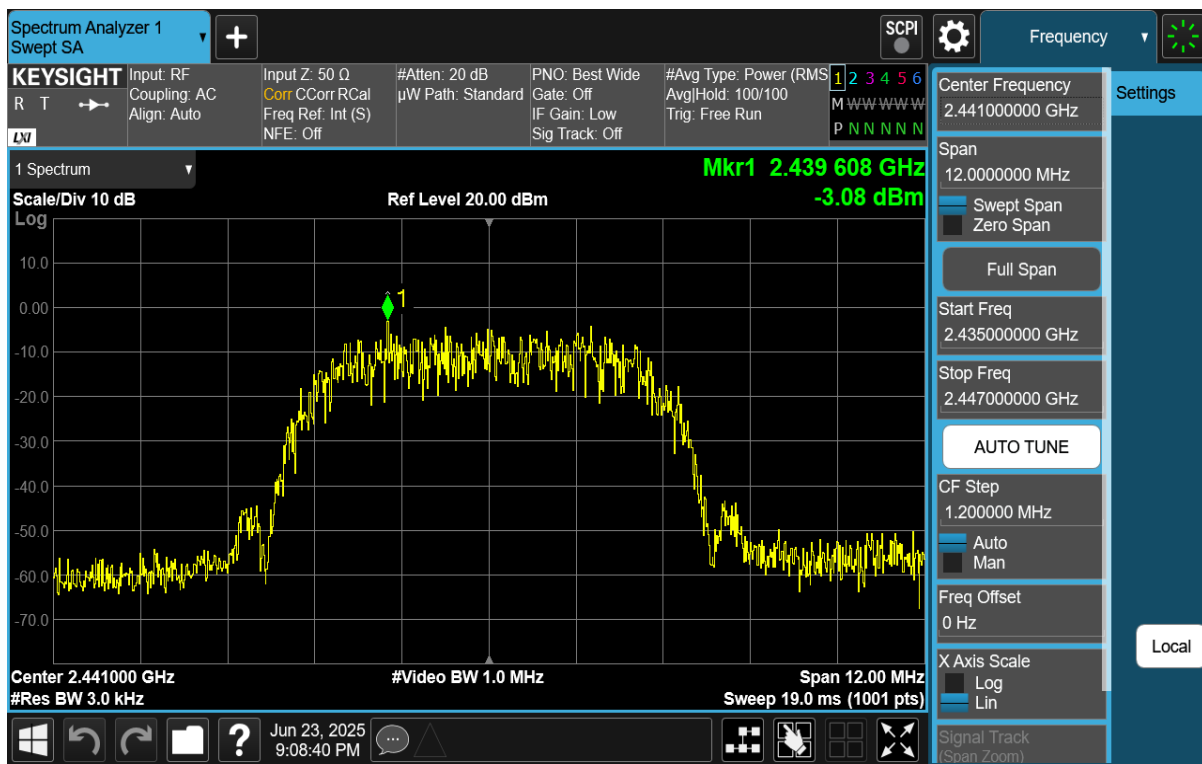 Spectrum Analyzer 1
Swept SA
+
SCPI
Frequency
KEYSIGHT
R T
LXI
Input: RF
Coupling: AC
Align: Auto
Input Z: 50 Ω
Corr CCorr RCal
Freq Ref: Int (S)
NFE: Off
#Atten: 20 dB
µW Path: Standard
PNO: Best Wide
Gate: Off
IF Gain: Low
Sig Track: Off
#Avg Type: Power (RMS
Avg|Hold: 100/100
Trig: Free Run
1 2 3 4 5 6
M W W W W W
P N N N N N
1 Spectrum
Mkr1 2.439 608 GHz
-3.08 dBm
Scale/Div 10 dB
Ref Level 20.00 dBm
Log
10.0
0.00
-10.0
-20.0
-30.0
-40.0
-50.0
-60.0
-70.0
1
Center 2.441000 GHz
#Video BW 1.0 MHz
Span 12.00 MHz
#Res BW 3.0 kHz
Sweep 19.0 ms (1001 pts)
Jun 23, 2025
9:08:40 PM
?
Center Frequency
2.441000000 GHz
Span
12.0000000 MHz
Swept Span
Zero Span
Full Span
Start Freq
2.435000000 GHz
Stop Freq
2.447000000 GHz
AUTO TUNE
CF Step
1.200000 MHz
Auto
Man
Freq Offset
0 Hz
X Axis Scale
Log
Lin
Signal Track
(Span Zoom)
Settings
Local